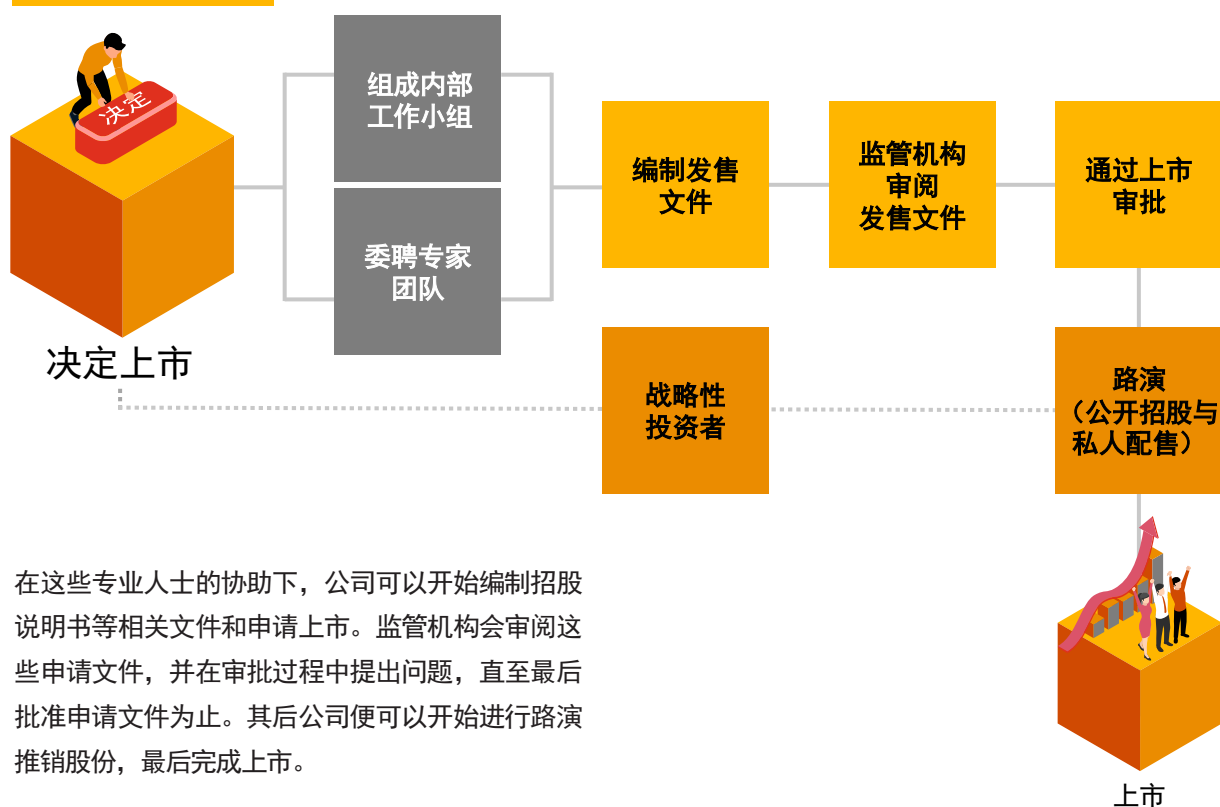 决定
组成内部
工作小组
委聘专家
团队
编制发售
文件
监管机构
审阅
发售文件
通过上市
审批
决定上市
战略性
投资者
路演
（公开招股与
私人配售）
在这些专业人士的协助下，公司可以开始编制招股
说明书等相关文件和申请上市。监管机构会审阅这
些申请文件，并在审批过程中提出问题，直至最后
批准申请文件为止。其后公司便可以开始进行路演
推销股份，最后完成上市。
上市